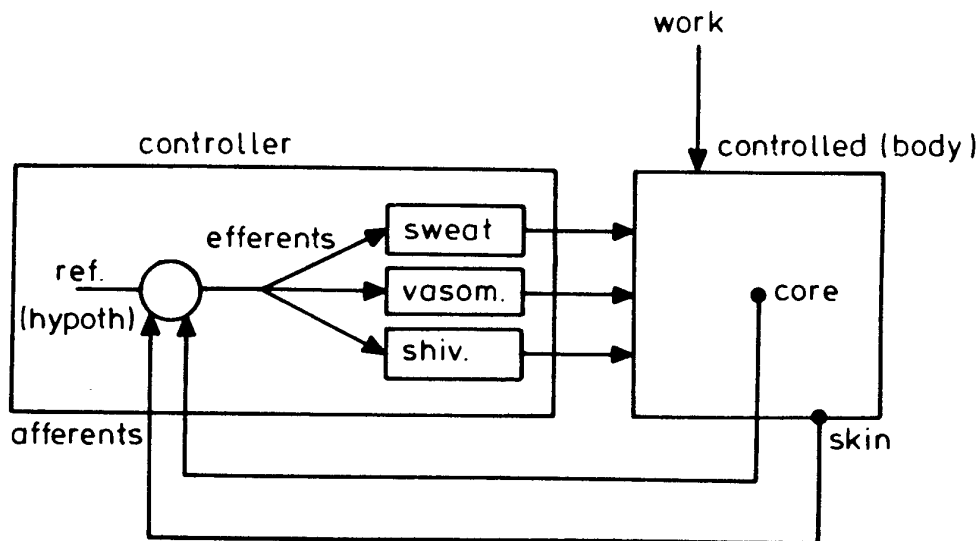 work
controller
controlled (body)
efferents
sweat
ref.
(hypoth)
vasom.
core
shiv.
afferents
skin